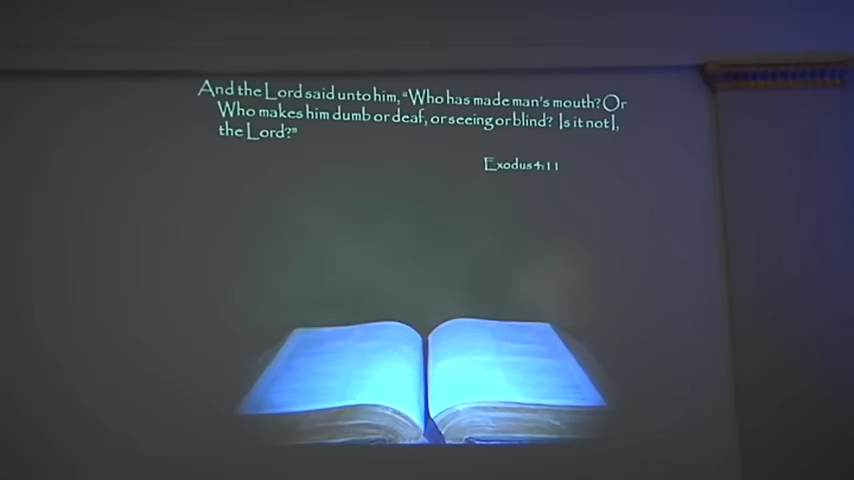 And the Lord said unto him, "Who has made man's mouth? Or
Who makes him dumb or deaf, or seeing or blind? Is it not I,
the Lord?"
Exodus 4:11